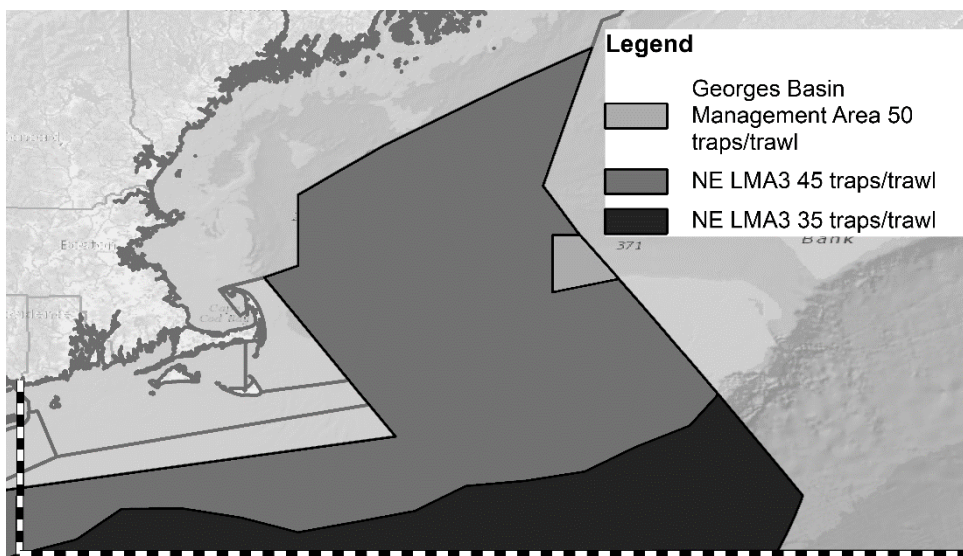 Legend
Georges Basin
Management Area 50
traps/trawl
NE LMA3 45 traps/trawl
NE LMA3 35 traps/trawl
371
Bank